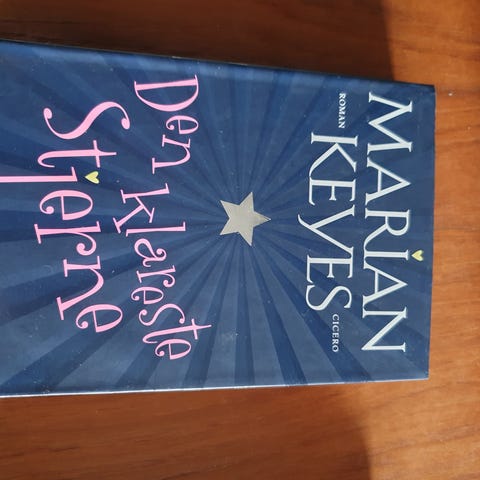 MARIAN
ROMAN KEYES CICERO
Den klareste
Stjerne